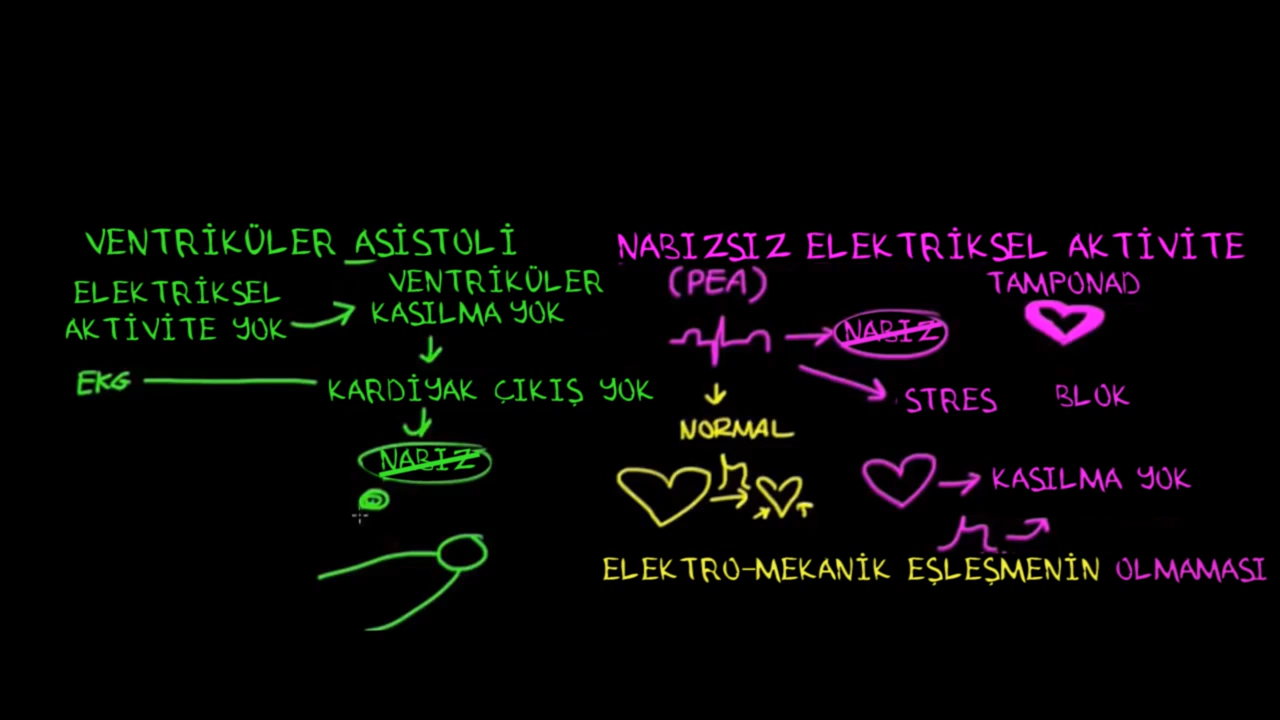 VENTRİKÜLER ASİSTOLİ
ELEKTRİKSEL
AKTİVİTE YOK
VENTRİKÜLER
KASILMA YOK
EKG
KARDİYAK ÇIKIŞ YOK
NABIZ
NABIZSIZ ELEKTRİKSEL AKTİVİTE
(PEA)
TAMPONAD
NABIZ
STRES
BLOK
NORMAL
KASILMA YOK
ELEKTRO-MEKANİK EŞLEŞMENİN OLMAMASI